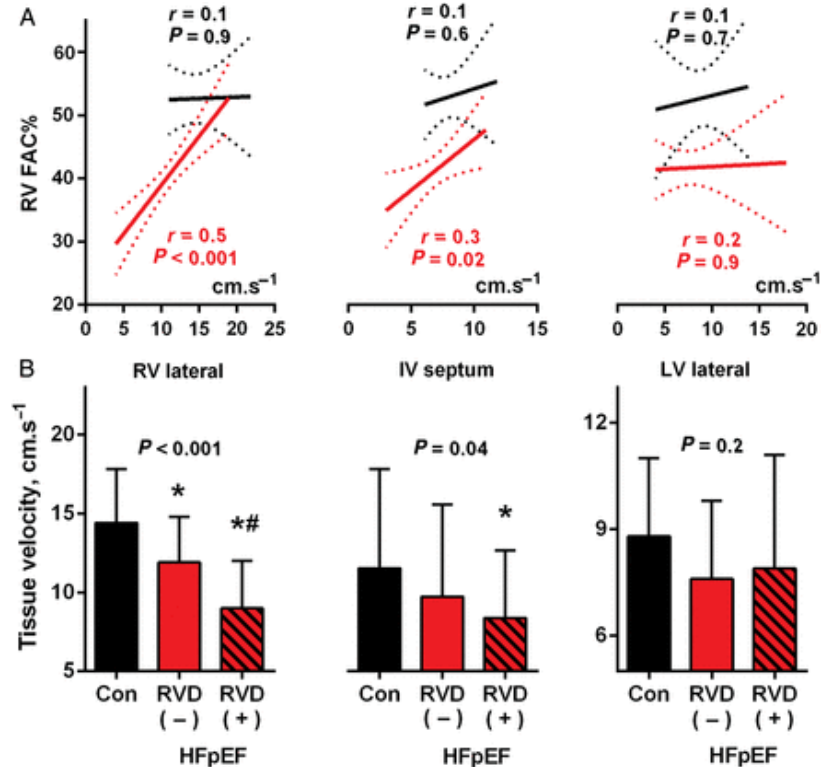 A
r = 0.1
P = 0.9
r = 0.1
P = 0.6
r = 0.1
P = 0.7
RV FAC%
60
50
40
30
20
r = 0.5
P < 0.001
r = 0.3
P = 0.02
r = 0.2
P = 0.9
cm.s⁻¹
cm.s⁻¹
cm.s⁻¹
0 5 10 15 20 25
0 5 10 15
0 5 10 15 20
B
RV lateral
IV septum
LV lateral
Tissue velocity, cm.s⁻¹
20
15
10
5
12
9
6
P < 0.001
P = 0.04
P = 0.2
*
*#
*
Con RVD (–) RVD (+)
Con RVD (–) RVD (+)
Con RVD (–) RVD (+)
HFpEF
HFpEF
HFpEF